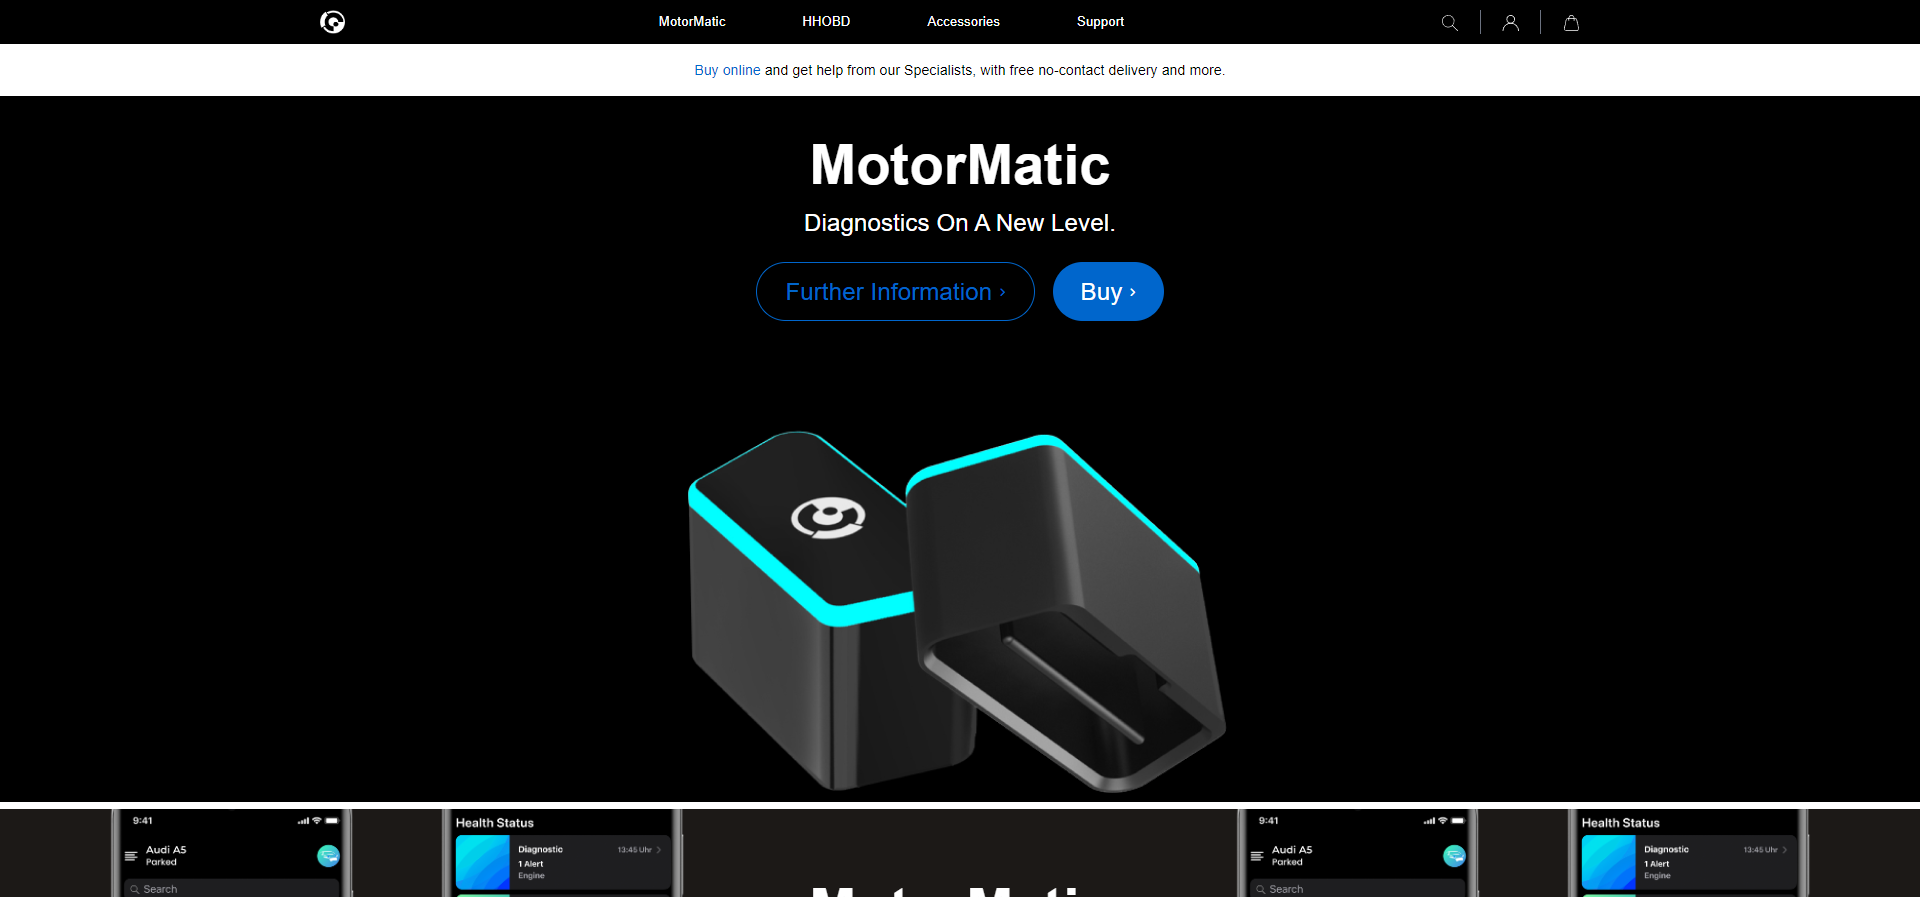 MotorMatic HHOBD Accessories Support
Buy online and get help from our Specialists, with free no-contact delivery and more.
MotorMatic
Diagnostics On A New Level.
Further Information › Buy ›
9:41
Audi A5
Parked
Search
Health Status
Diagnostic 13:45 Uhr
1 Alert
Engine
MotorMatic
9:41
Audi A5
Parked
Search
Health Status
Diagnostic 13:45 Uhr
1 Alert
Engine